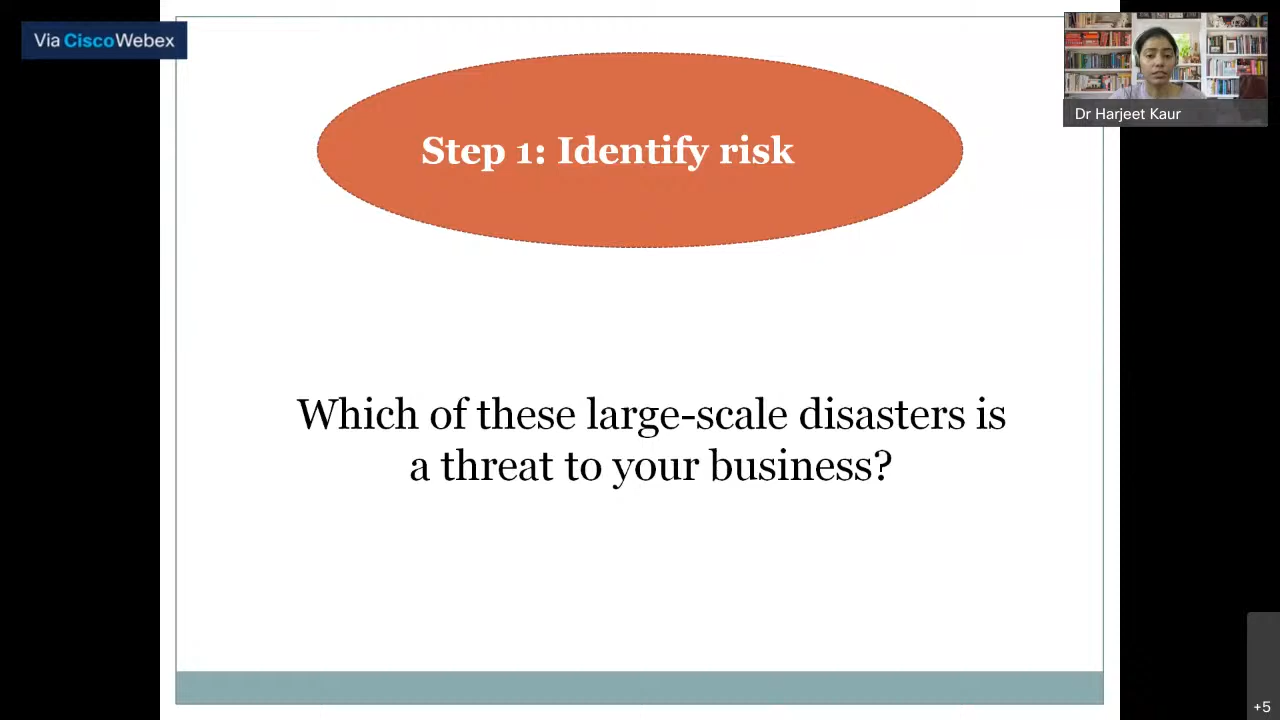 Via CiscoWebex
Dr Harjeet Kaur
Step 1: Identify risk
Which of these large-scale disasters is
a threat to your business?
+5